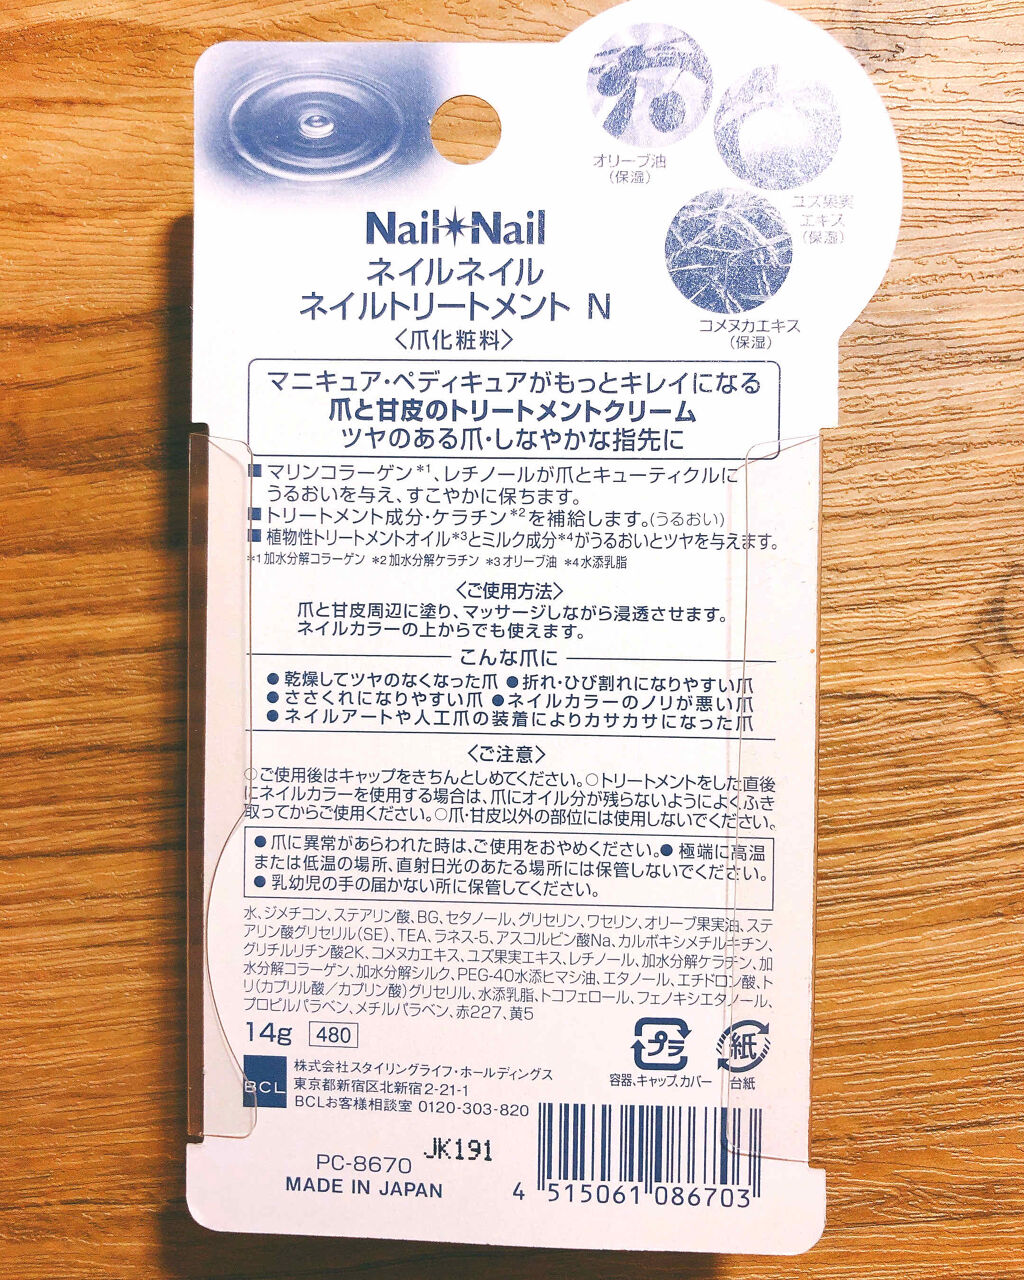 オリーブ油
(保湿)
ユズ果実
エキス
(保湿)
コメヌカエキス
(保湿)
Nail Nail
ネイルネイル
ネイルトリートメント N
〈爪化粧料〉
マニキュア・ペディキュアがもっとキレイになる
爪と甘皮のトリートメントクリーム
ツヤのある爪・しなやかな指先に
■マリンコラーゲン*1、レチノールが爪とキューティクルに
うるおいを与え、すこやかに保ちます。
■トリートメント成分・ケラチン*2を補給します。(うるおい)
■植物性トリートメントオイル*3とミルク成分*4がうるおいとツヤを与えます。
*1加水分解コラーゲン *2加水分解ケラチン *3オリーブ油 *4水添乳脂
〈ご使用方法〉
爪と甘皮周辺に塗り、マッサージしながら浸透させます。
ネイルカラーの上からでも使えます。
こんな爪に
●乾燥してツヤのなくなった爪 ●折れ・ひび割れになりやすい爪
●ささくれになりやすい爪 ●ネイルカラーのノリが悪い爪
●ネイルアートや人工爪の装着によりカサカサになった爪
〈ご注意〉
○ご使用後はキャップをきちんとしめてください。○トリートメントをした直後
にネイルカラーを使用する場合は、爪にオイル分が残らないようによくふき
取ってからご使用ください。○爪・甘皮以外の部位には使用しないでください。
●爪に異常があらわれた時は、ご使用をおやめください。●極端に高温
または低温の場所、直射日光のあたる場所には保管しないでください。
●乳幼児の手の届かない所に保管してください。
水、ジメチコン、ステアリン酸、BG、セタノール、グリセリン、ワセリン、オリーブ果実油、ステ
アリン酸グリセリル(SE)、TEA、ラネス-5、アスコルビン酸Na、カルボキシメチルキチン、
グリチルリチン酸2K、コメヌカエキス、ユズ果実エキス、レチノール、加水分解ケラチン、加
水分解コラーゲン、加水分解シルク、PEG-40水添ヒマシ油、エタノール、エチドロン酸、ト
リ(カプリル酸/カプリン酸)グリセリル、水添乳脂、トコフェロール、フェノキシエタノール、
プロピルパラベン、メチルパラベン、赤227、黄5
14g 480
プラ
容器、キャップ、カバー
紙
台紙
BCL
株式会社スタイリングライフ・ホールディングス
東京都新宿区北新宿2-21-1
BCLお客様相談室 0120-303-820
JK191
PC-8670
MADE IN JAPAN
4 515061 086703